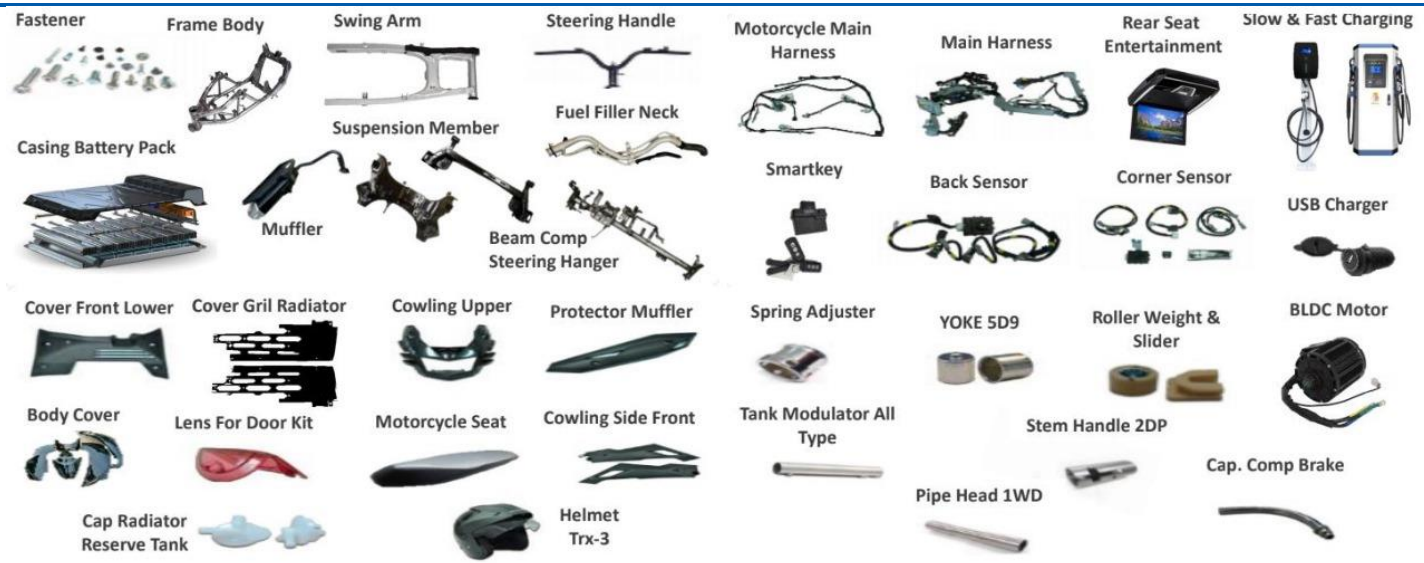 Fastener
Frame Body
Swing Arm
Steering Handle
Fuel Filler Neck
Casing Battery Pack
Suspension Member
Muffler
Beam Comp
Steering Hanger
Motorcycle Main
Harness
Main Harness
Rear Seat
Entertainment
Slow & Fast Charging
Smartkey
Back Sensor
Corner Sensor
USB Charger
Cover Front Lower
Cover Gril Radiator
Cowling Upper
Protector Muffler
Body Cover
Lens For Door Kit
Motorcycle Seat
Cowling Side Front
Cap Radiator
Reserve Tank
Helmet
Trx-3
Spring Adjuster
YOKE 5D9
Roller Weight &
Slider
BLDC Motor
Tank Modulator All
Type
Stem Handle 2DP
Cap. Comp Brake
Pipe Head 1WD